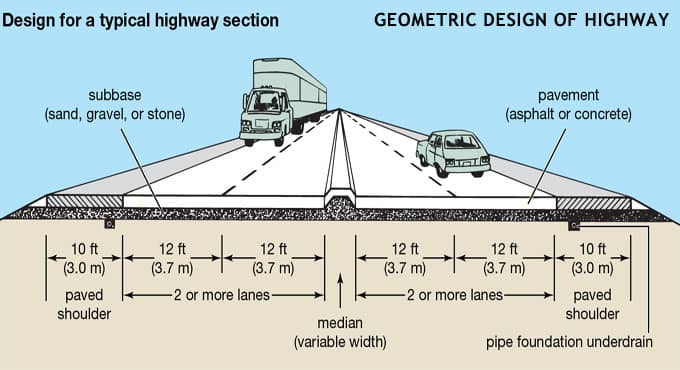 Design for a typical highway section
GEOMETRIC DESIGN OF HIGHWAY
subbase
(sand, gravel, or stone)
pavement
(asphalt or concrete)
10 ft
(3.0 m)
12 ft
(3.7 m)
12 ft
(3.7 m)
12 ft
(3.7 m)
12 ft
(3.7 m)
10 ft
(3.0 m)
paved
shoulder
2 or more lanes
median
(variable width)
2 or more lanes
paved
shoulder
pipe foundation underdrain